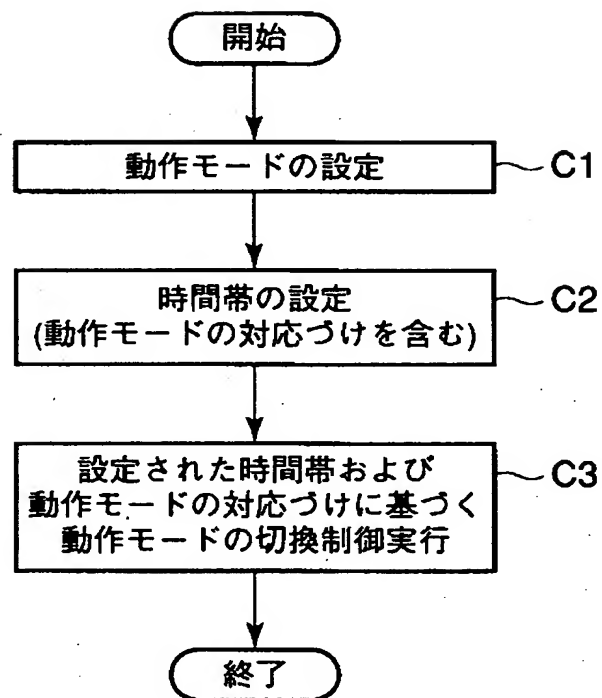 開始
動作モードの設定
C1
時間帯の設定
(動作モードの対応づけを含む)
C2
設定された時間帯および
動作モードの対応づけに基づく
動作モードの切換制御実行
C3
終了